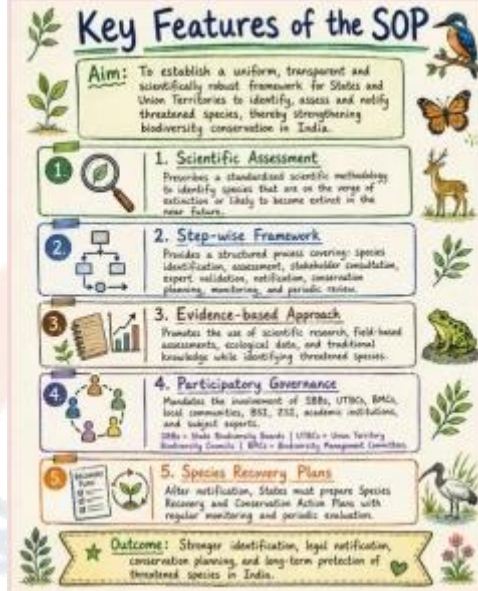 Key Features of the SOP
Aim: To establish a uniform, transparent and
scientifically robust framework for States and
Union Territories to identify, assess and notify
threatened species, thereby strengthening
biodiversity conservation in India.
1.
1. Scientific Assessment
Prescribes a standardised scientific methodology
to identify species that are on the verge of
extinction or likely to become extinct in the
near future.
2.
2. Step-wise Framework
Provides a structured process covering: species
identification, assessment, stakeholder consultation,
expert validation, notification, conservation
planning, monitoring, and periodic review.
3.
3. Evidence-based Approach
Promotes the use of scientific research, field-based
assessments, ecological data, and traditional
knowledge while identifying threatened species.
4.
4. Participatory Governance
Mandates the involvement of SBBs, UTBCs, BMCs,
local communities, BSI, ZSI, academic institutions,
and subject experts.
SBBs = State Biodiversity Boards | UTBCs = Union Territory
Biodiversity Councils | BMCs = Biodiversity Management Committees
5.
5. Species Recovery Plans
After notification, States must prepare Species
Recovery and Conservation Action Plans with
regular monitoring and periodic evaluation.
Outcome: Stronger identification, legal notification,
conservation planning, and long-term protection of
threatened species in India.